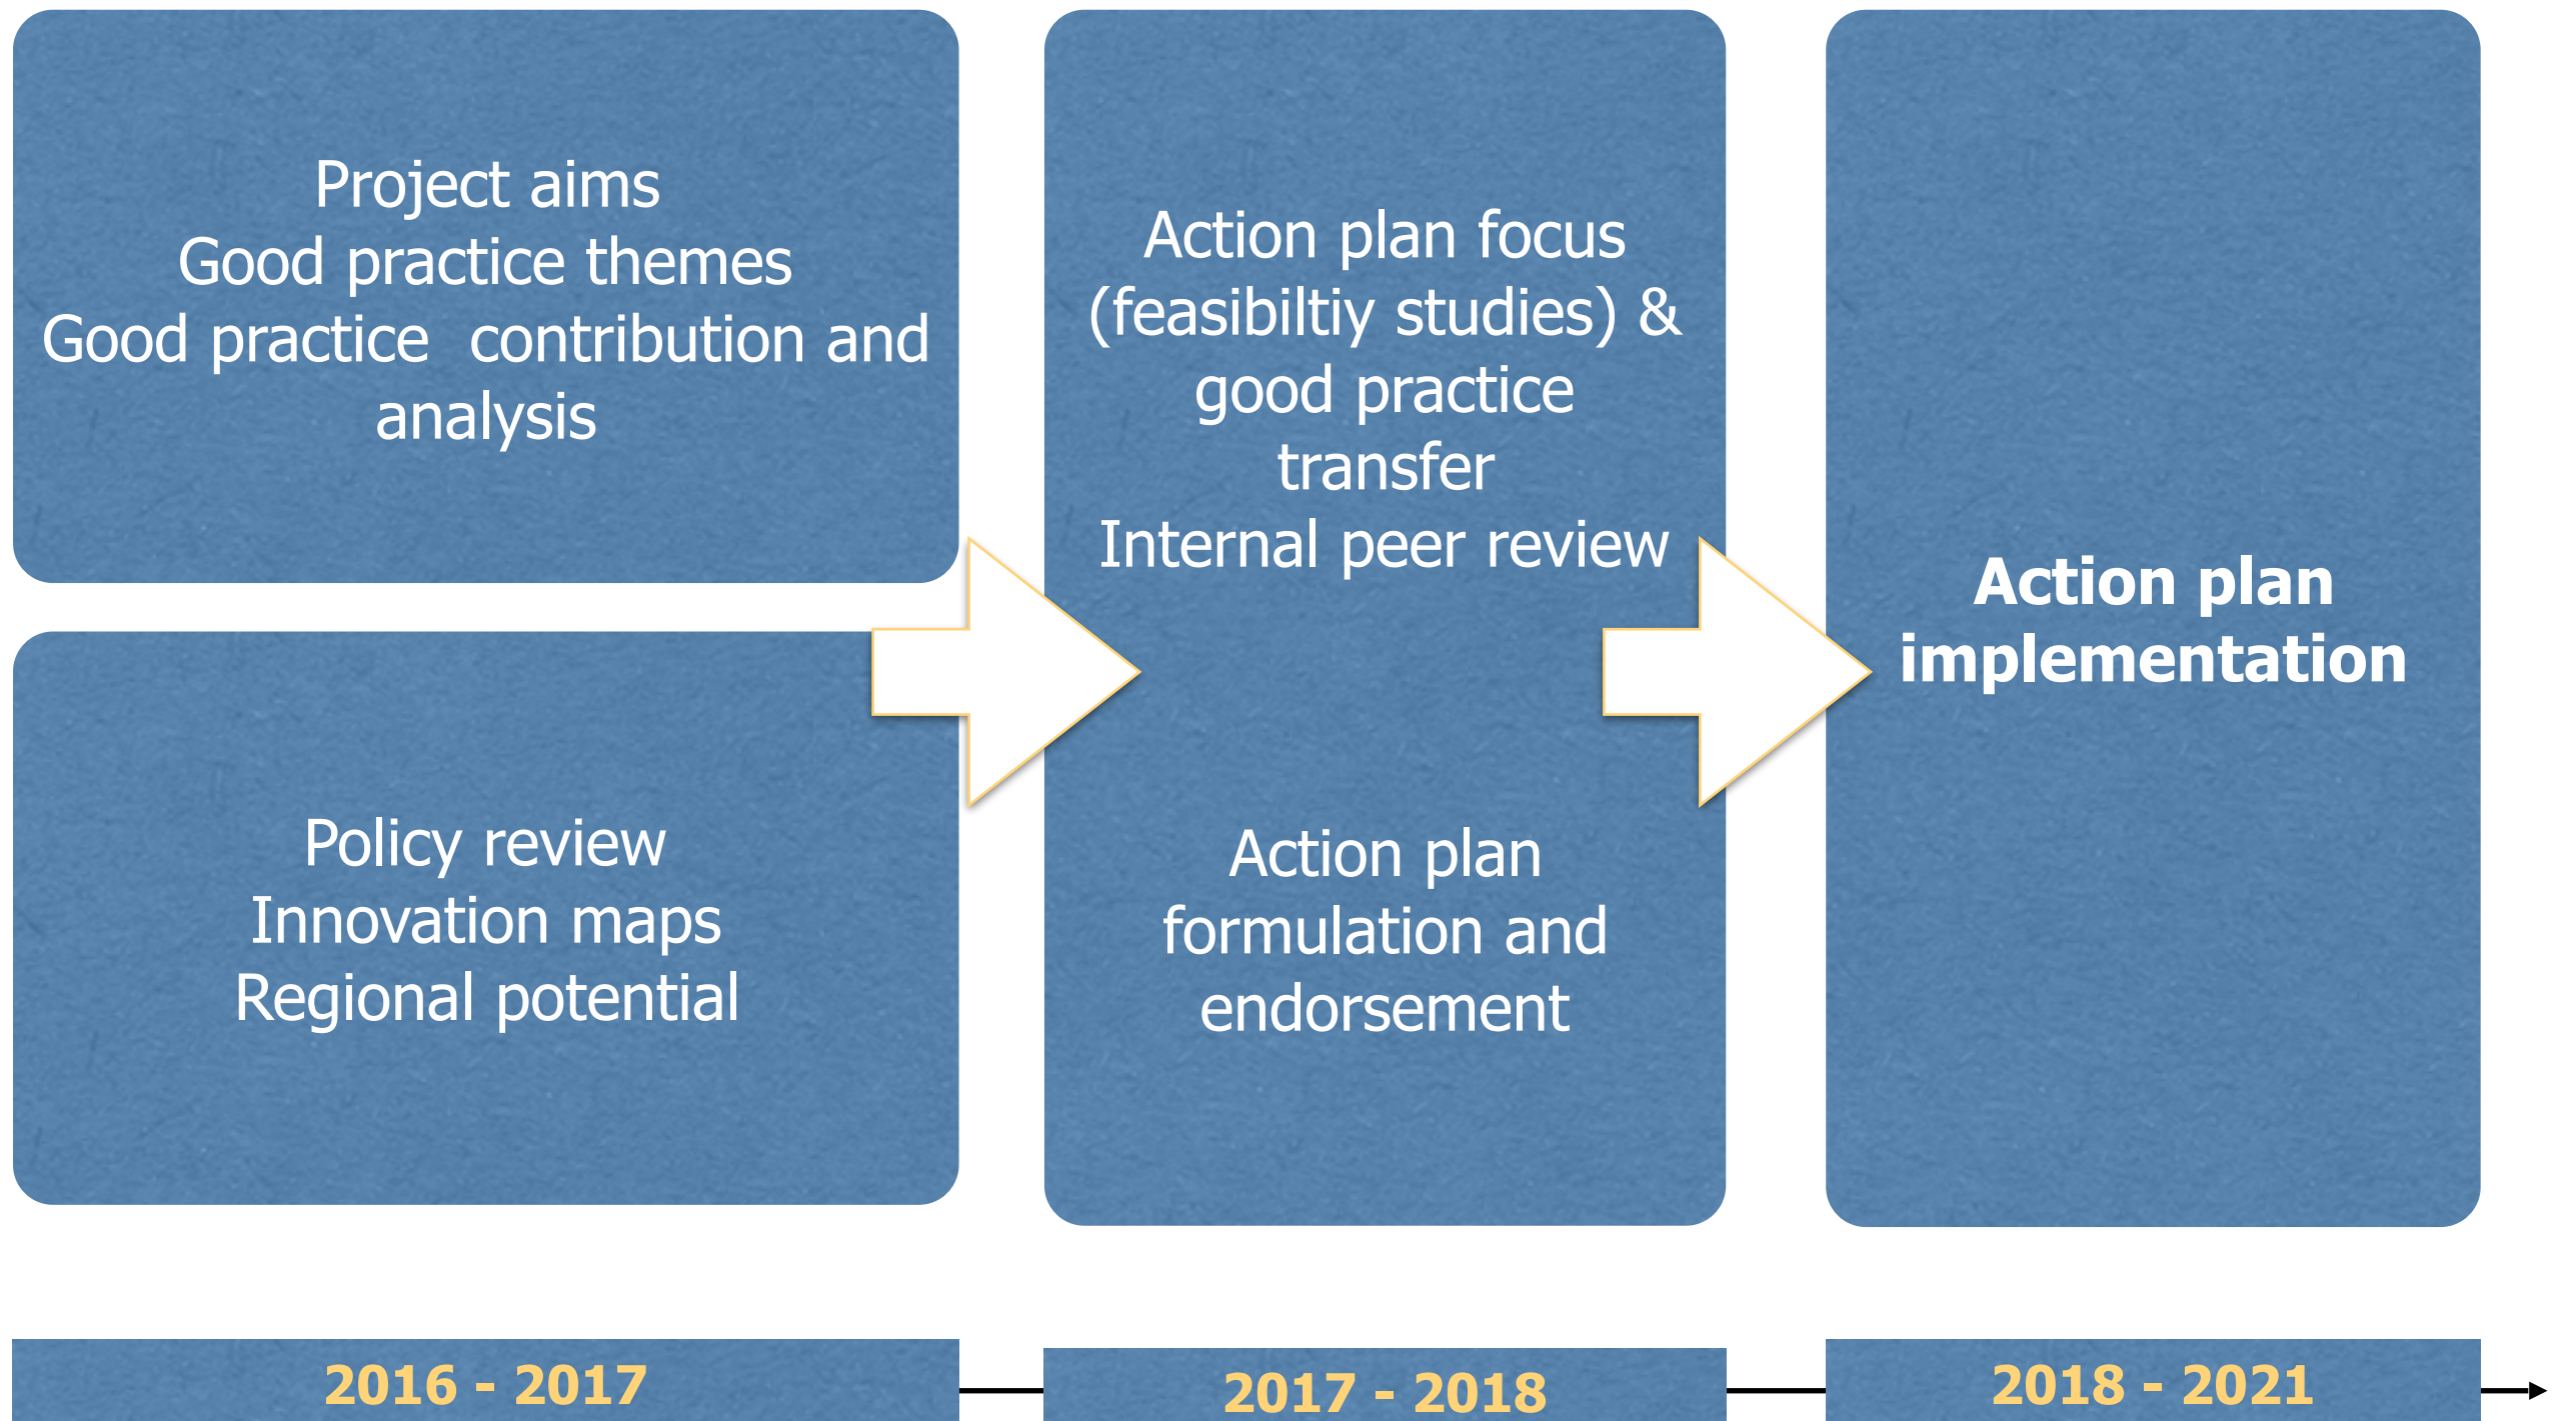 Project aims
Good practice themes
Good practice  contribution and
analysis
Policy review
Innovation maps
Regional potential
Action plan focus
(feasibiltiy studies) &
good practice
transfer
Internal peer review
Action plan
formulation and
endorsement
Action plan
implementation
2016 - 2017
2017 - 2018
2018 - 2021